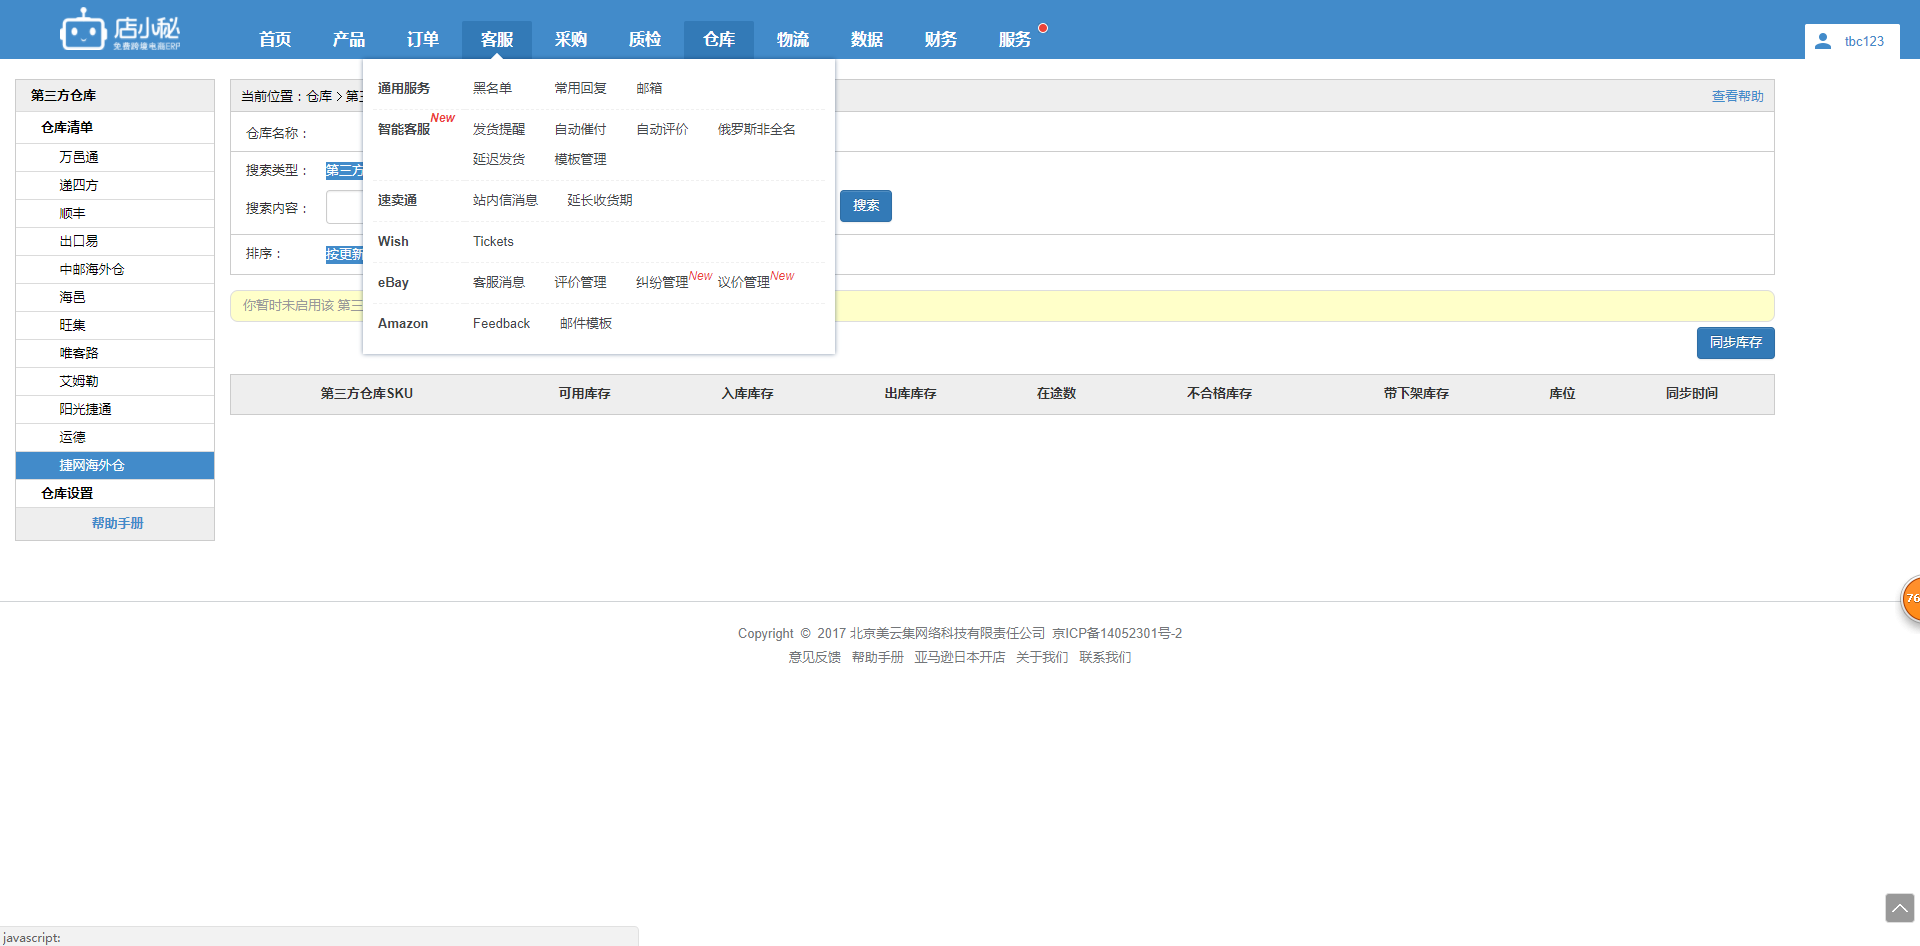 店小秘
免费跨境电商ERP
首页 产品 订单 客服 采购 质检 仓库 物流 数据 财务 服务
tbc123
第三方仓库
仓库清单
万邑通
递四方
顺丰
出口易
中邮海外仓
海邑
旺集
唯客路
艾姆勒
阳光捷通
运德
捷网海外仓
仓库设置
帮助手册
当前位置：仓库 > 第三
查看帮助
仓库名称：
搜索类型： 第三方
搜索内容：
搜索
排序： 按更新
你暂时未启用该 第三
通用服务 黑名单 常用回复 邮箱
智能客服New 发货提醒 自动催付 自动评价 俄罗斯非全名
延迟发货 模板管理
速卖通 站内信消息 延长收货期
Wish Tickets
eBay 客服消息 评价管理 纠纷管理New 议价管理New
Amazon Feedback 邮件模板
同步库存
第三方仓库SKU 可用库存 入库库存 出库库存 在途数 不合格库存 带下架库存 库位 同步时间
76
Copyright © 2017 北京美云集网络科技有限责任公司 京ICP备14052301号-2
意见反馈 帮助手册 亚马逊日本开店 关于我们 联系我们
javascript: